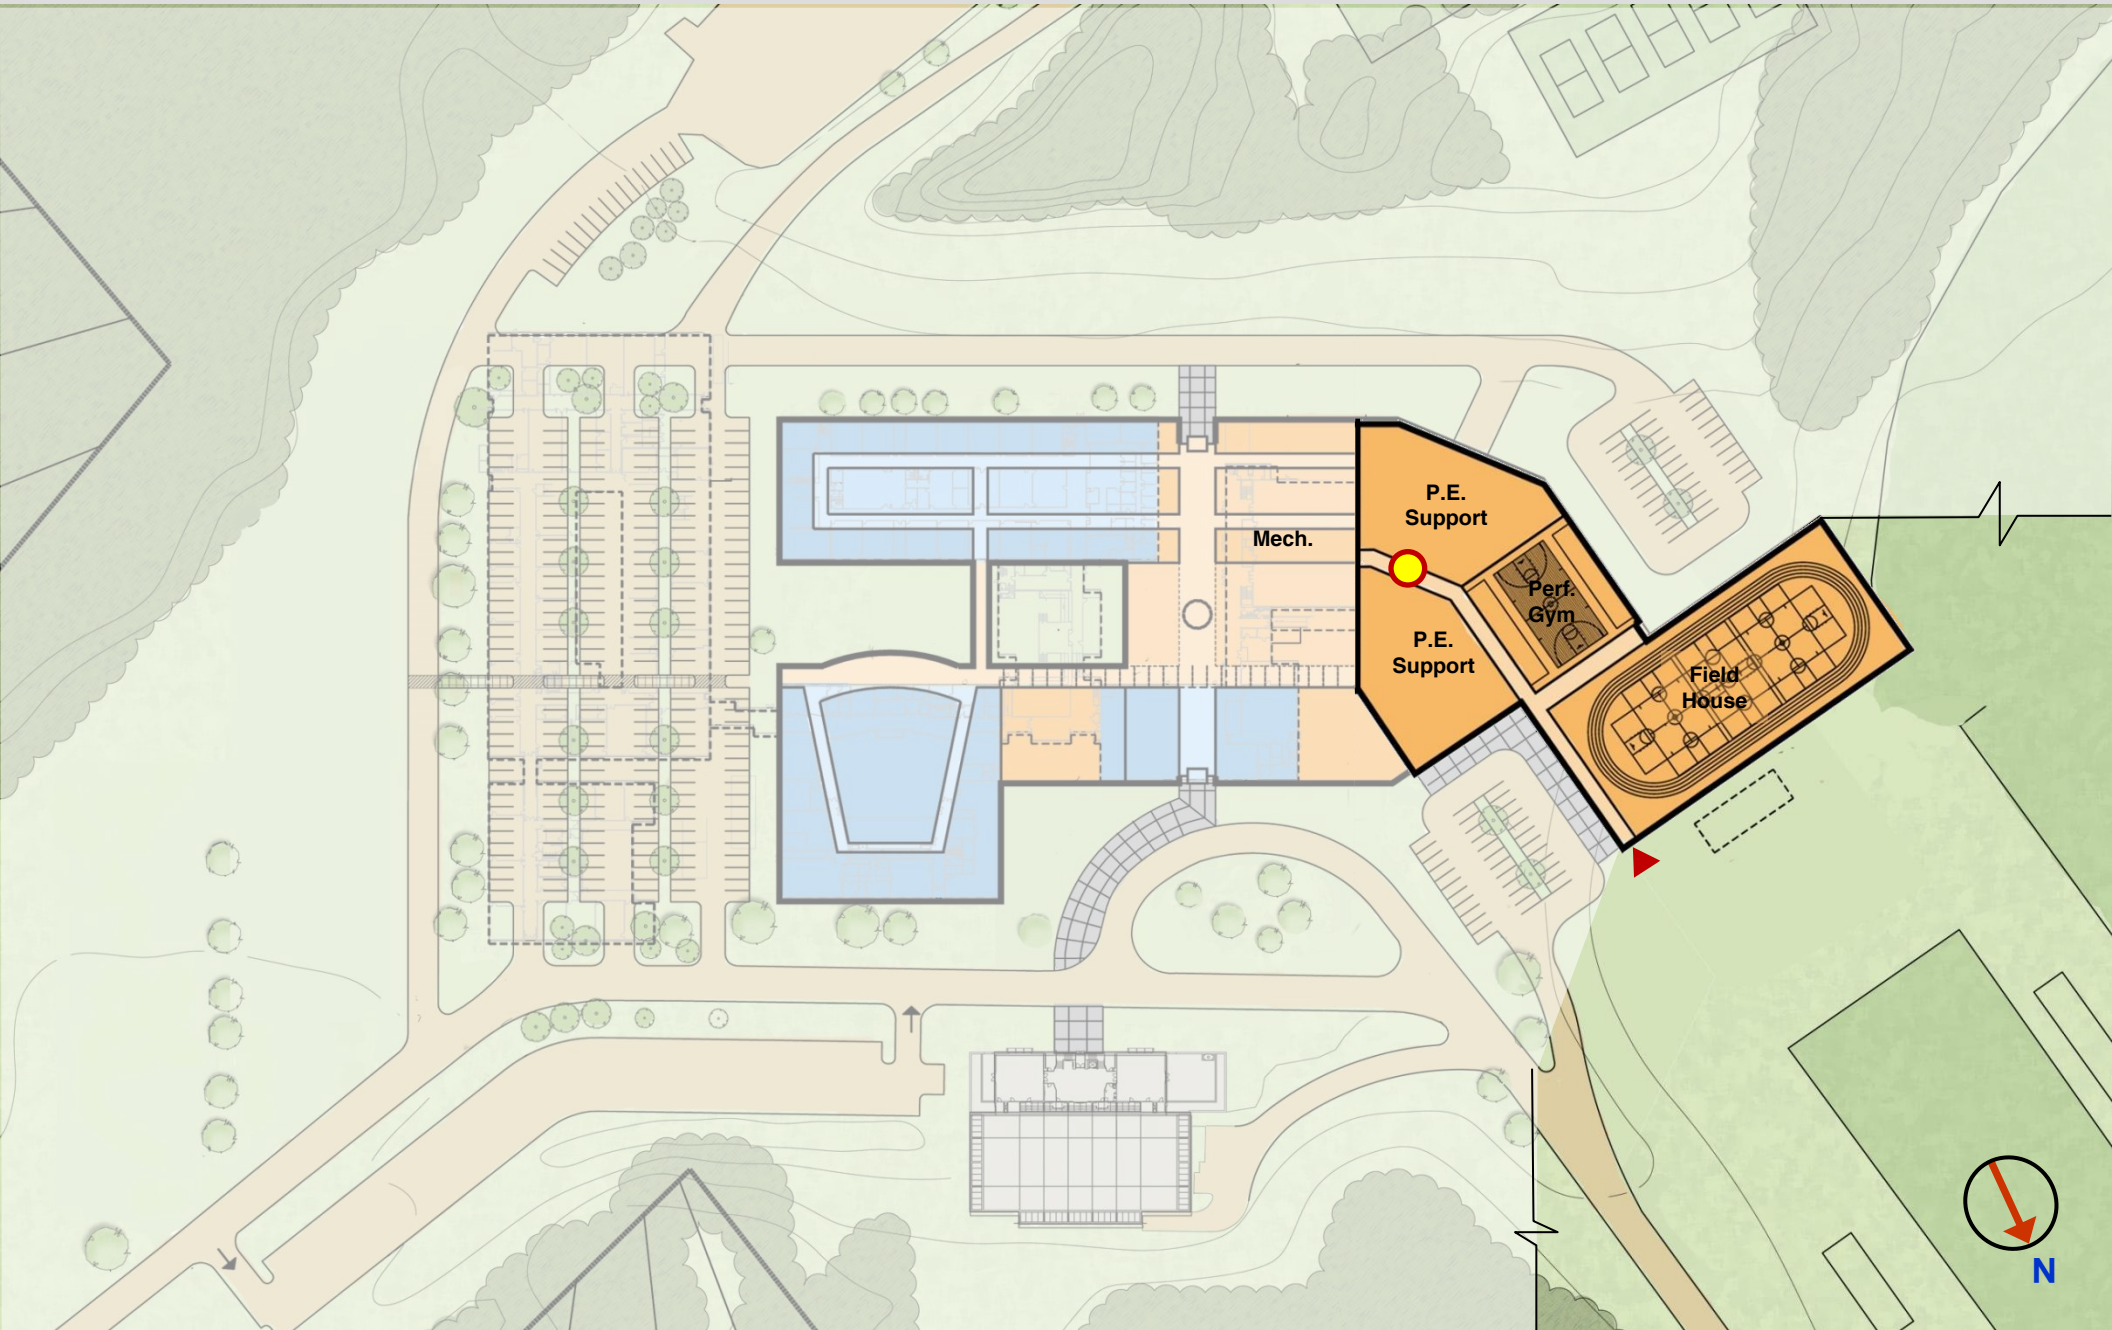 P.E.
Support
Mech.
Perf.
Gym
P.E.
Support
Field
House
N